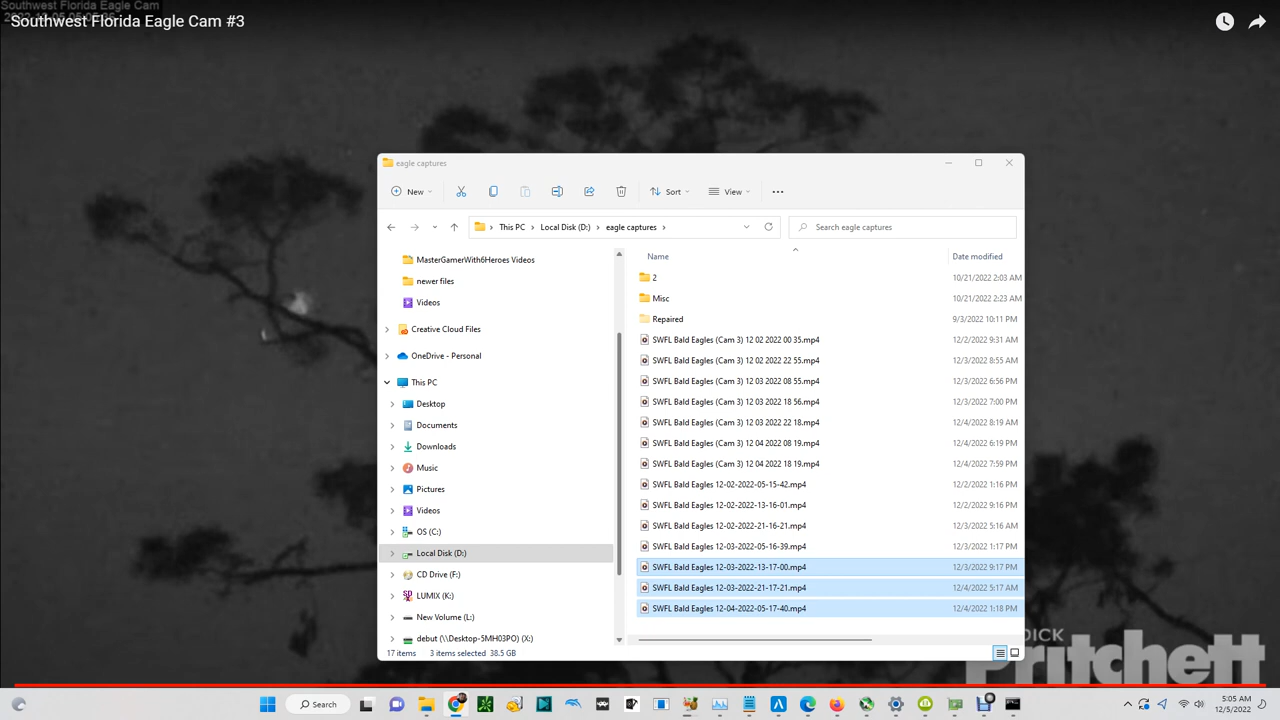 Southwest Florida Eagle Cam
Southwest Florida Eagle Cam #3
eagle captures
New
Sort
View
This PC
Local Disk (D:)
eagle captures
Search eagle captures
Name
Date modified
MasterGamerWith6Heroes Videos
newer files
Videos
Creative Cloud Files
OneDrive - Personal
This PC
Desktop
Documents
Downloads
Music
Pictures
Videos
OS (C:)
Local Disk (D:)
CD Drive (F:)
LUMIX (K:)
New Volume (L:)
debut (\\Desktop-5MH03PO) (X:)
2 10/21/2022 2:03 AM
Misc 10/21/2022 2:23 AM
Repaired 9/3/2022 10:11 PM
SWFL Bald Eagles (Cam 3) 12 02 2022 00 35.mp4 12/2/2022 9:31 AM
SWFL Bald Eagles (Cam 3) 12 02 2022 22 55.mp4 12/3/2022 8:55 AM
SWFL Bald Eagles (Cam 3) 12 03 2022 08 55.mp4 12/3/2022 6:56 PM
SWFL Bald Eagles (Cam 3) 12 03 2022 18 56.mp4 12/3/2022 7:00 PM
SWFL Bald Eagles (Cam 3) 12 03 2022 22 18.mp4 12/4/2022 8:19 AM
SWFL Bald Eagles (Cam 3) 12 04 2022 08 19.mp4 12/4/2022 6:19 PM
SWFL Bald Eagles (Cam 3) 12 04 2022 18 19.mp4 12/4/2022 7:59 PM
SWFL Bald Eagles 12-02-2022-05-15-42.mp4 12/2/2022 1:16 PM
SWFL Bald Eagles 12-02-2022-13-16-01.mp4 12/2/2022 9:16 PM
SWFL Bald Eagles 12-02-2022-21-16-21.mp4 12/3/2022 5:16 AM
SWFL Bald Eagles 12-03-2022-05-16-39.mp4 12/3/2022 1:17 PM
SWFL Bald Eagles 12-03-2022-13-17-00.mp4 12/3/2022 9:17 PM
SWFL Bald Eagles 12-03-2022-21-17-21.mp4 12/4/2022 5:17 AM
SWFL Bald Eagles 12-04-2022-05-17-40.mp4 12/4/2022 1:18 PM
17 items 3 items selected 38.5 GB
DICK
Pritchett
Search
5:05 AM
12/5/2022